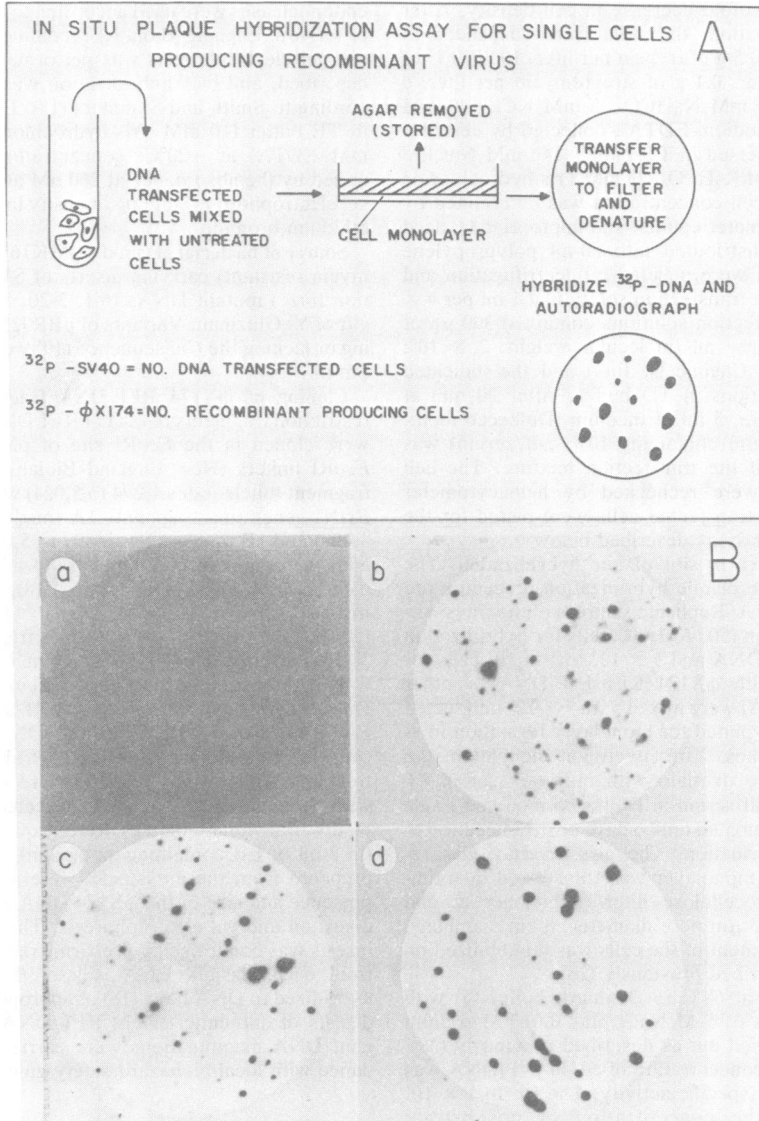 IN SITU PLAQUE HYBRIDIZATION ASSAY FOR SINGLE CELLS
PRODUCING RECOMBINANT VIRUS
A
DNA
TRANSFECTED
CELLS MIXED
WITH UNTREATED
CELLS
AGAR REMOVED
(STORED)
CELL MONOLAYER
TRANSFER
MONOLAYER
TO FILTER
AND
DENATURE
HYBRIDIZE ³²P-DNA AND
AUTORADIOGRAPH
³²P-SV40 = NO. DNA TRANSFECTED CELLS
³²P-ϕX174=NO. RECOMBINANT PRODUCING CELLS
B
a
b
c
d